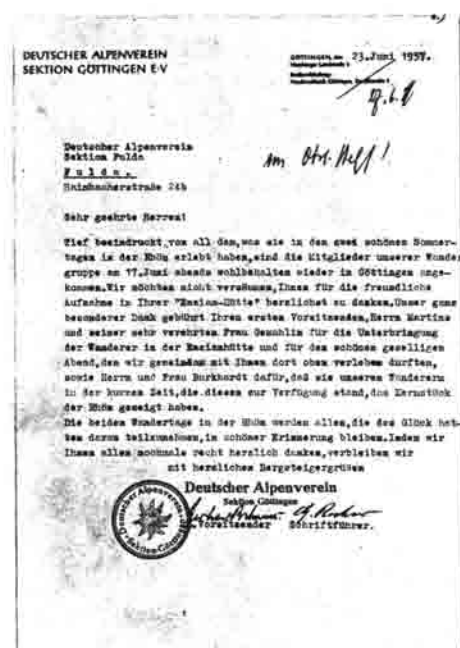 DEUTSCHER ALPENVEREIN
SEKTION GÖTTINGEN E·V
GÖTTINGEN, den 23.Juni 1957.
Deutscher Alpenverein
Sektion Fulda
Fulda.
straße 24b
Sehr geehrte Herren!
Tief beeindruckt,von all dem,was sie in den zwei schönen Sommer-
tagen in der Rhön erlebt haben,sind die Mitglieder unserer Wander
gruppe am 17.Juni abends wohlbehalten wieder in Göttingen ange-
kommen.Wir möchten nicht versäumen,Ihnen für die freundliche
Aufnahme in Ihrer "Enzian-Hütte" herzlichst zu danken.Unser ganz
besonderer Dank gebührt Ihrem ersten Vorsitzenden,Herrn Martins
und seiner sehr verehrten Frau Gemahlin für die Unterbringung
der Wanderer in der Enzianhütte und für den schönen geselligen
Abend,den wir gemeinsam mit Ihnen dort oben verleben durften,
sowie Herrn und Frau Burkhardt dafür,daß sie unseren Wanderern
in der kurzen Zeit,die diesen zur Verfügung stand,das Kernstück
der Rhön gezeigt haben.
Die beiden Wandertage in der Rhön werden allen,die das Glück hat-
ten daran teilzunehmen,in schöner Erinnerung bleiben.Indem wir
Ihnen allen nochmals recht herzlich danken,verbleiben wir
mit herzlichen Bergsteigergrüßen
Deutscher Alpenverein
Sektion Göttingen
Vorsitzender Schriftführer.
Deutscher Alpenverein
Sektion Göttingen